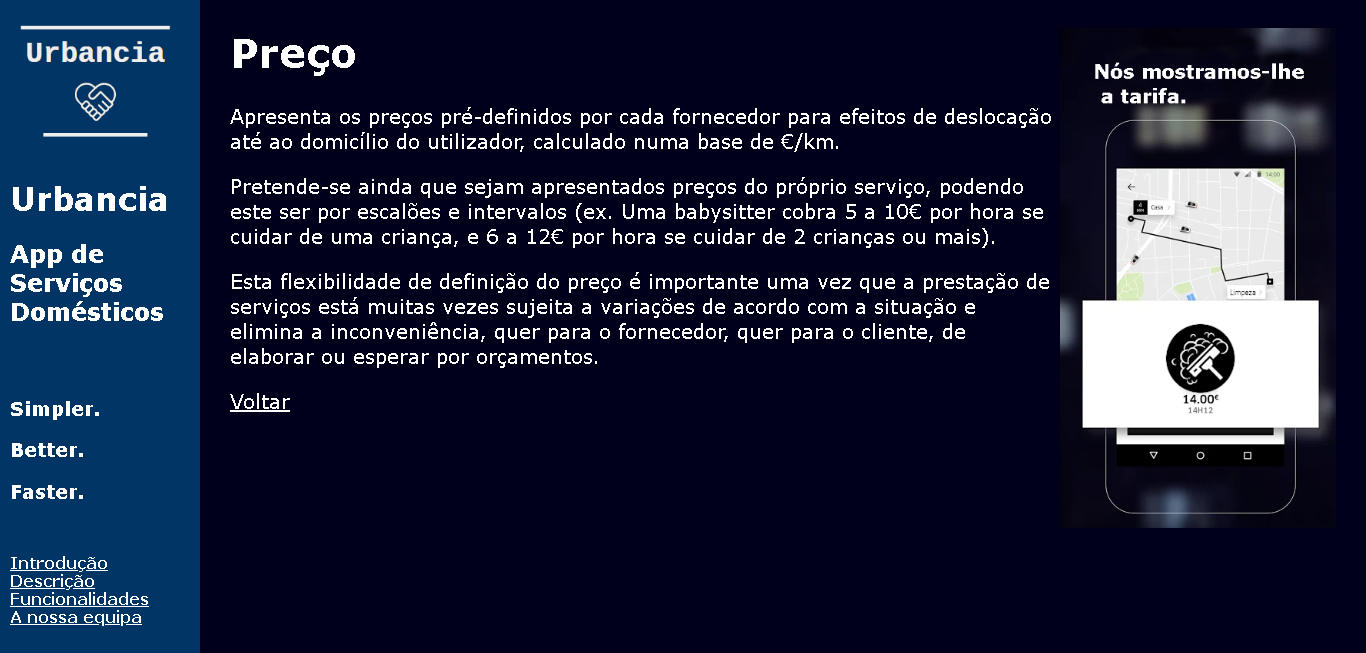 Urbancia
Urbancia
App de
Serviços
Domésticos
Simpler.
Better.
Faster.
Introdução
Descrição
Funcionalidades
A nossa equipa
Preço
Apresenta os preços pré-definidos por cada fornecedor para efeitos de deslocação
até ao domicílio do utilizador, calculado numa base de €/km.
Pretende-se ainda que sejam apresentados preços do próprio serviço, podendo
este ser por escalões e intervalos (ex. Uma babysitter cobra 5 a 10€ por hora se
cuidar de uma criança, e 6 a 12€ por hora se cuidar de 2 crianças ou mais).
Esta flexibilidade de definição do preço é importante uma vez que a prestação de
serviços está muitas vezes sujeita a variações de acordo com a situação e
elimina a inconveniência, quer para o fornecedor, quer para o cliente, de
elaborar ou esperar por orçamentos.
Voltar
Nós mostramos-lhe
a tarifa.
14:00
4
MIN
Casa
Limpeza
14.00€
14H12